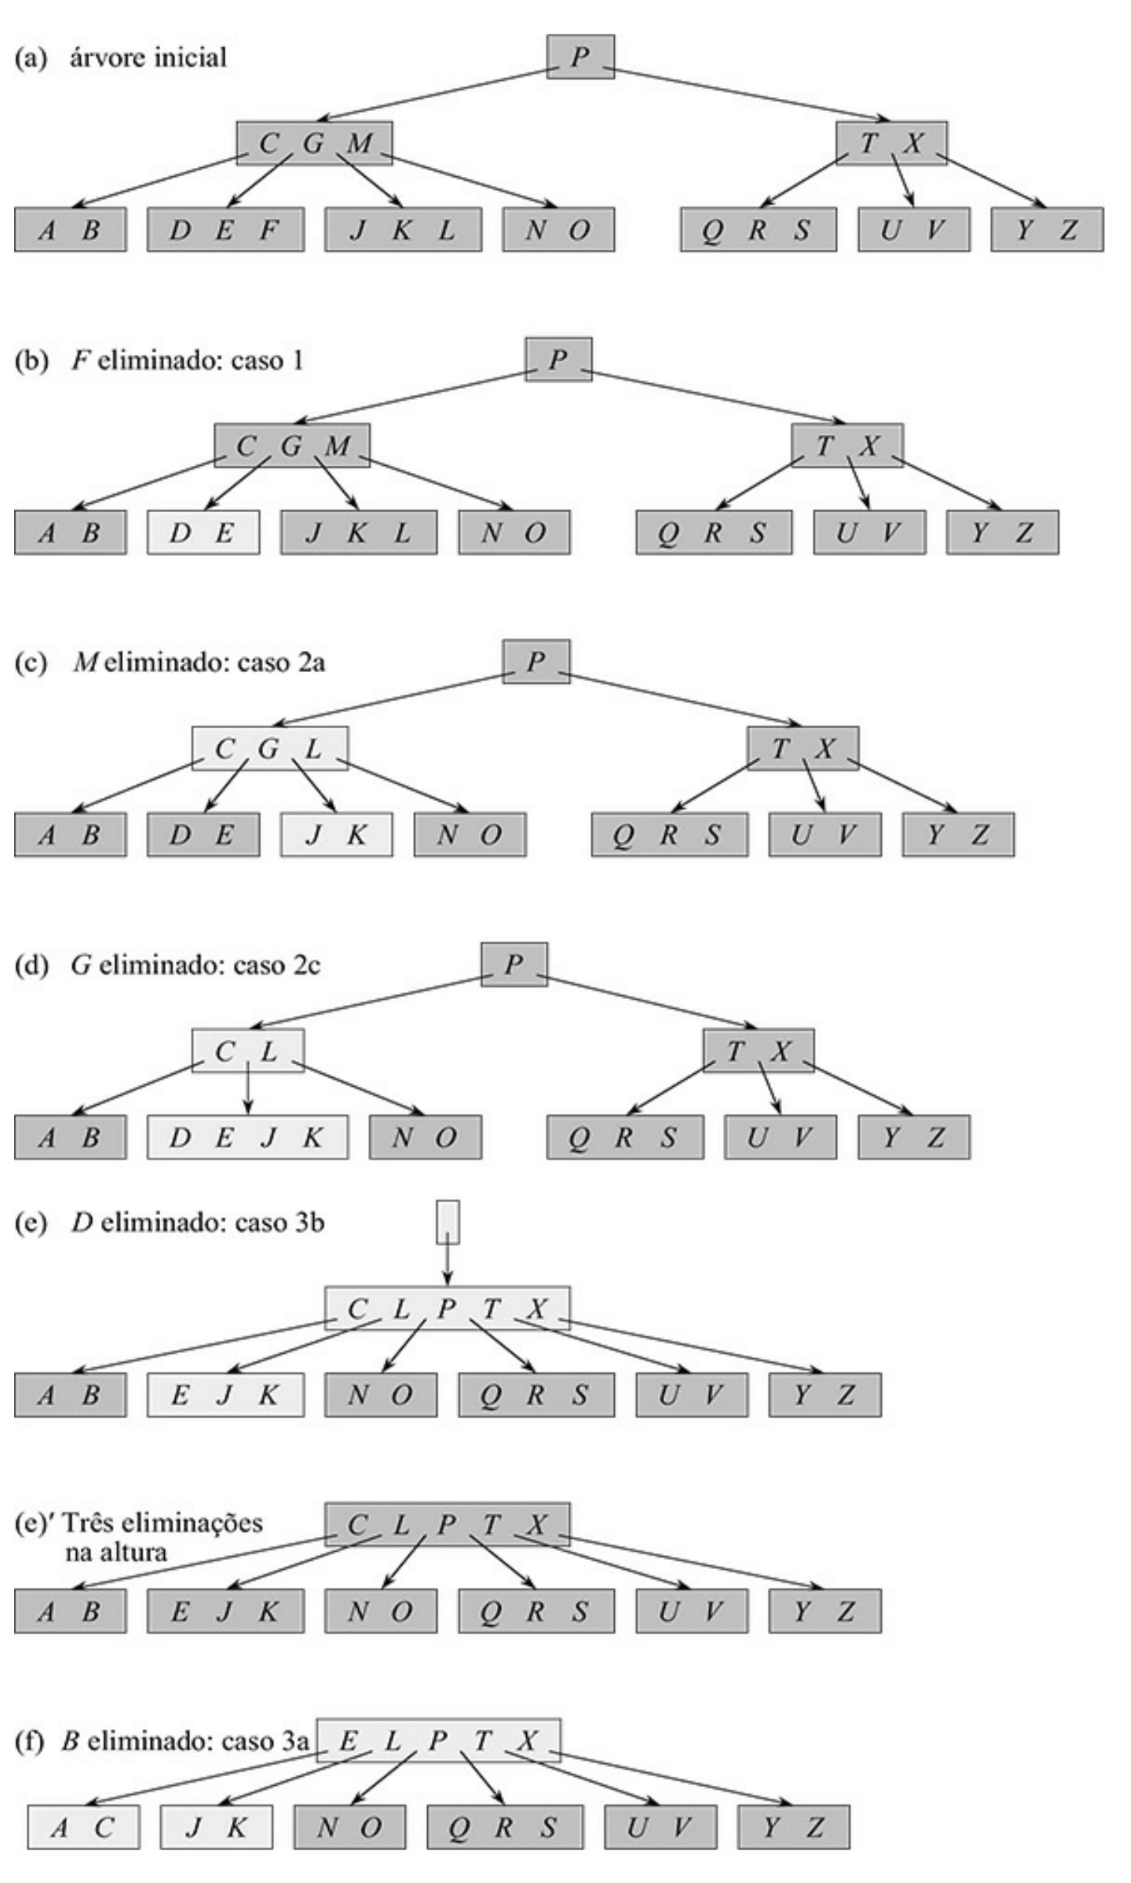 (a) árvore inicial
P
C G M
T X
A B
D E F
J K L
N O
Q R S
U V
Y Z
(b) F eliminado: caso 1
P
C G M
T X
A B
D E
J K L
N O
Q R S
U V
Y Z
(c) M eliminado: caso 2a
P
C G L
T X
A B
D E
J K
N O
Q R S
U V
Y Z
(d) G eliminado: caso 2c
P
C L
T X
A B
D E J K
N O
Q R S
U V
Y Z
(e) D eliminado: caso 3b
C L P T X
A B
E J K
N O
Q R S
U V
Y Z
(e)′ Três eliminações
na altura
C L P T X
A B
E J K
N O
Q R S
U V
Y Z
(f) B eliminado: caso 3a
E L P T X
A C
J K
N O
Q R S
U V
Y Z